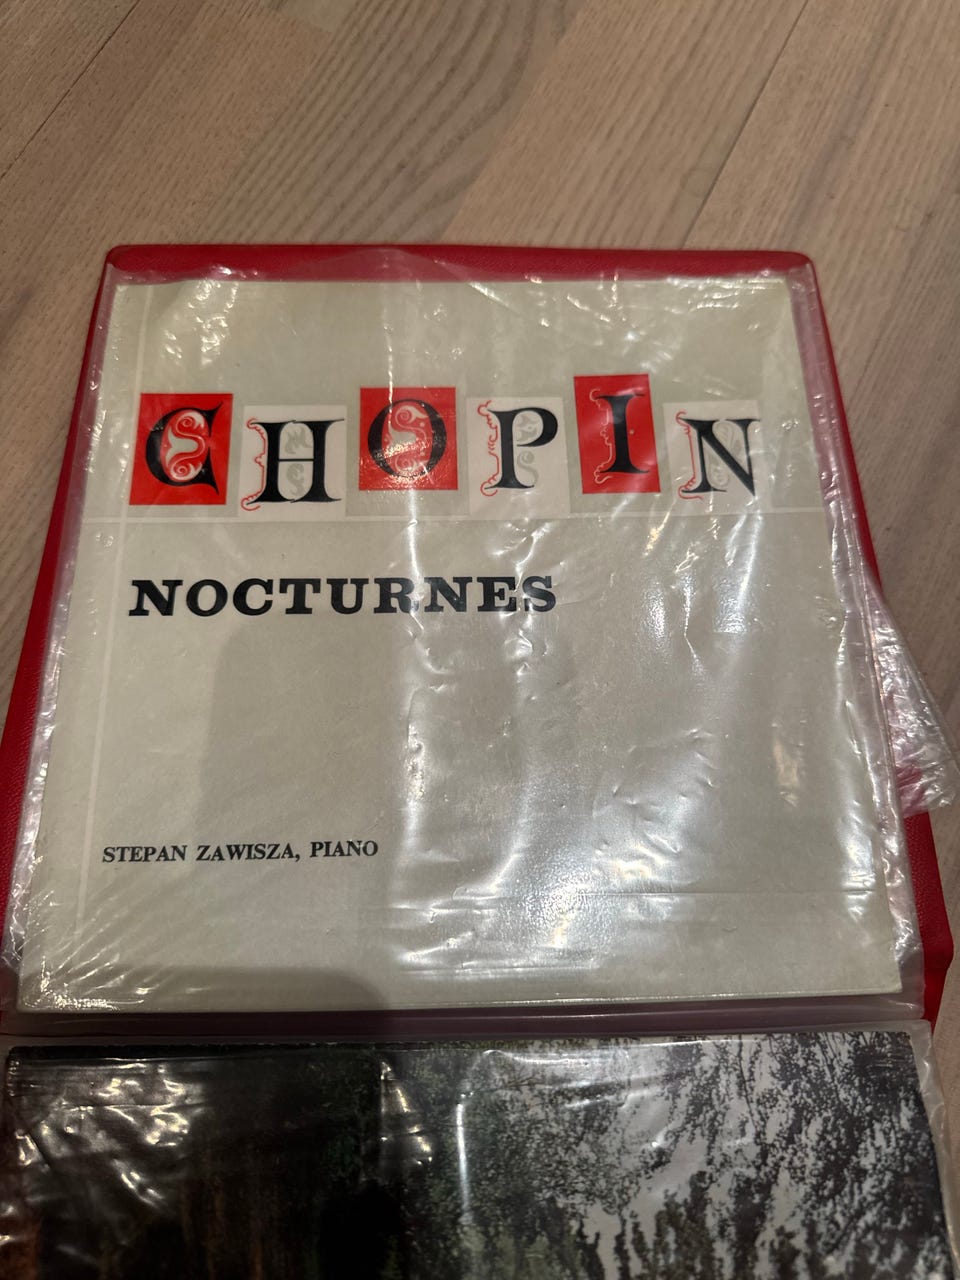 CHOPIN
NOCTURNES
STEPAN ZAWISZA, PIANO